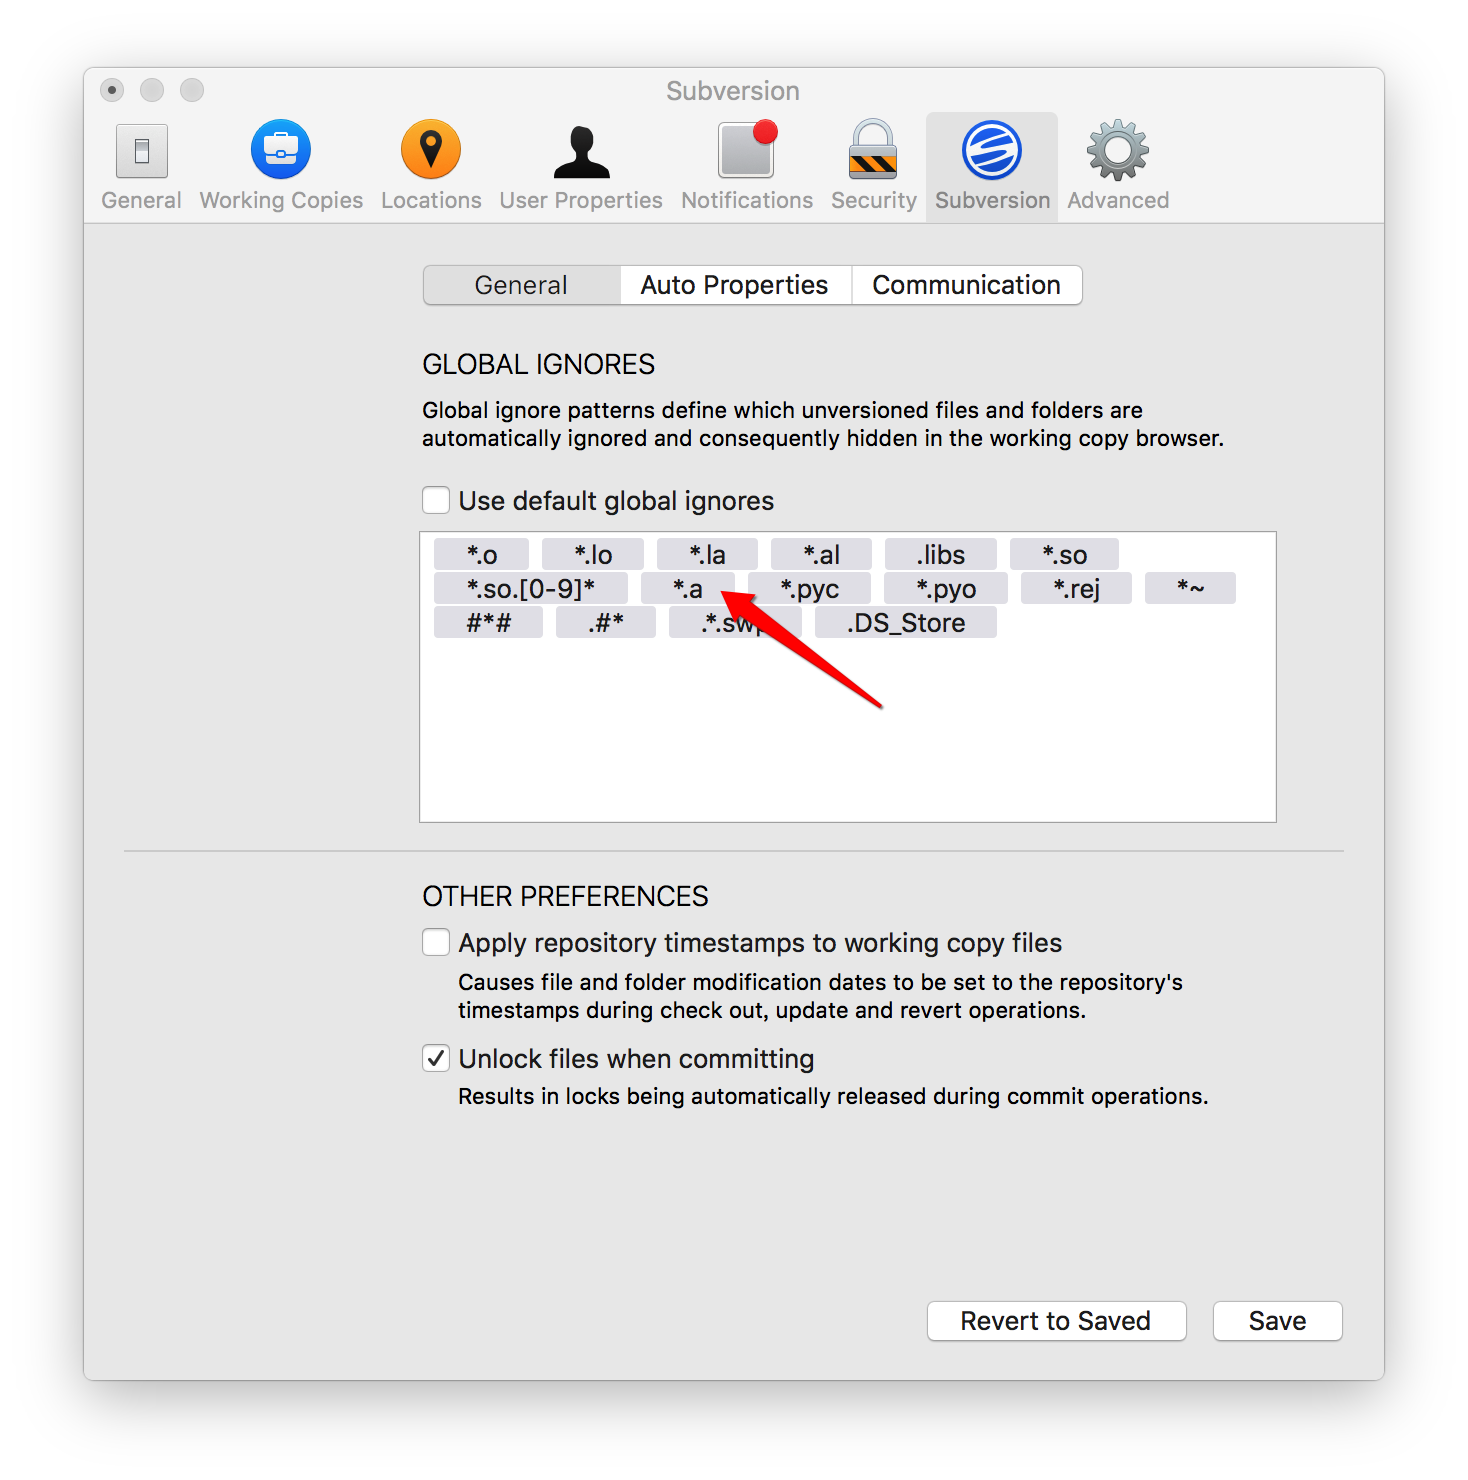 Subversion
General Working Copies Locations User Properties Notifications Security Subversion Advanced
General Auto Properties Communication
GLOBAL IGNORES
Global ignore patterns define which unversioned files and folders are
automatically ignored and consequently hidden in the working copy browser.
Use default global ignores
*.o *.lo *.la *.al .libs *.so
*.so.[0-9]* *.a *.pyc *.pyo *.rej *~
#*# .#* .*.swp .DS_Store
OTHER PREFERENCES
Apply repository timestamps to working copy files
Causes file and folder modification dates to be set to the repository's
timestamps during check out, update and revert operations.
Unlock files when committing
Results in locks being automatically released during commit operations.
Revert to Saved Save